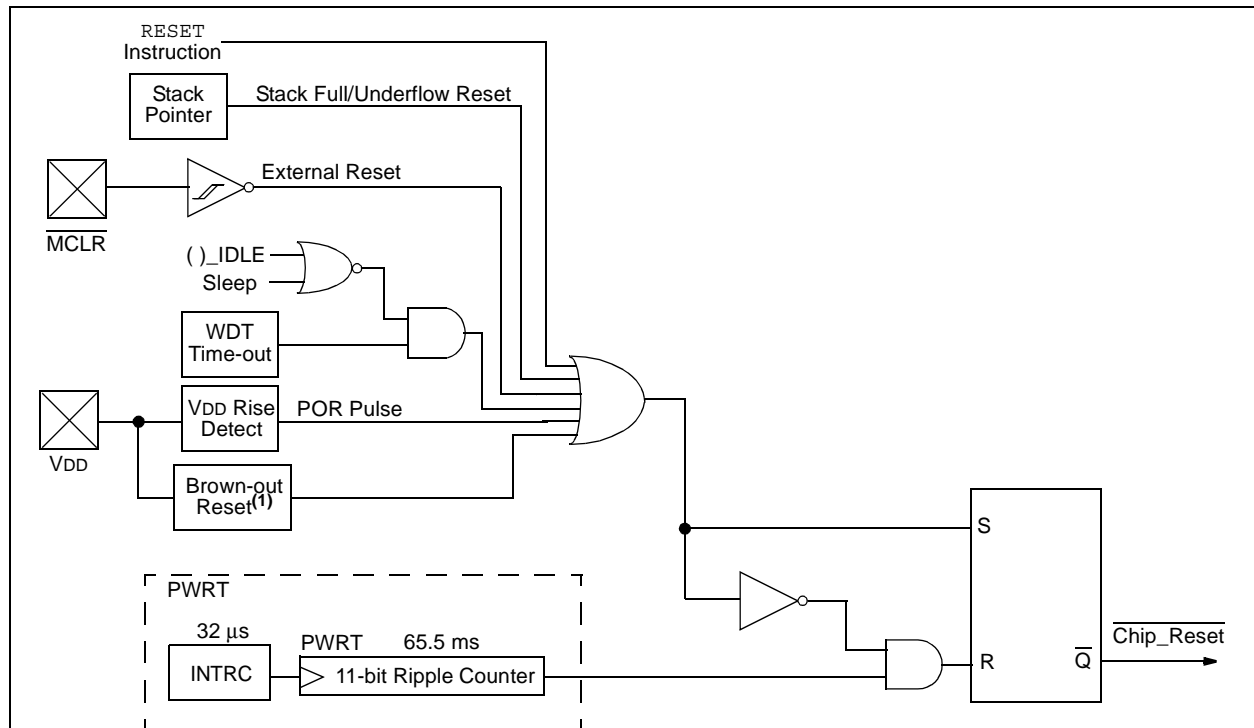 RESET
Instruction
Stack
Pointer
Stack Full/Underflow Reset
External Reset
MCLR
( )_IDLE
Sleep
WDT
Time-out
VDD Rise
Detect
POR Pulse
VDD
Brown-out
Reset(1)
S
PWRT
32 μs
PWRT
65.5 ms
INTRC
11-bit Ripple Counter
R
Q
Chip_Reset